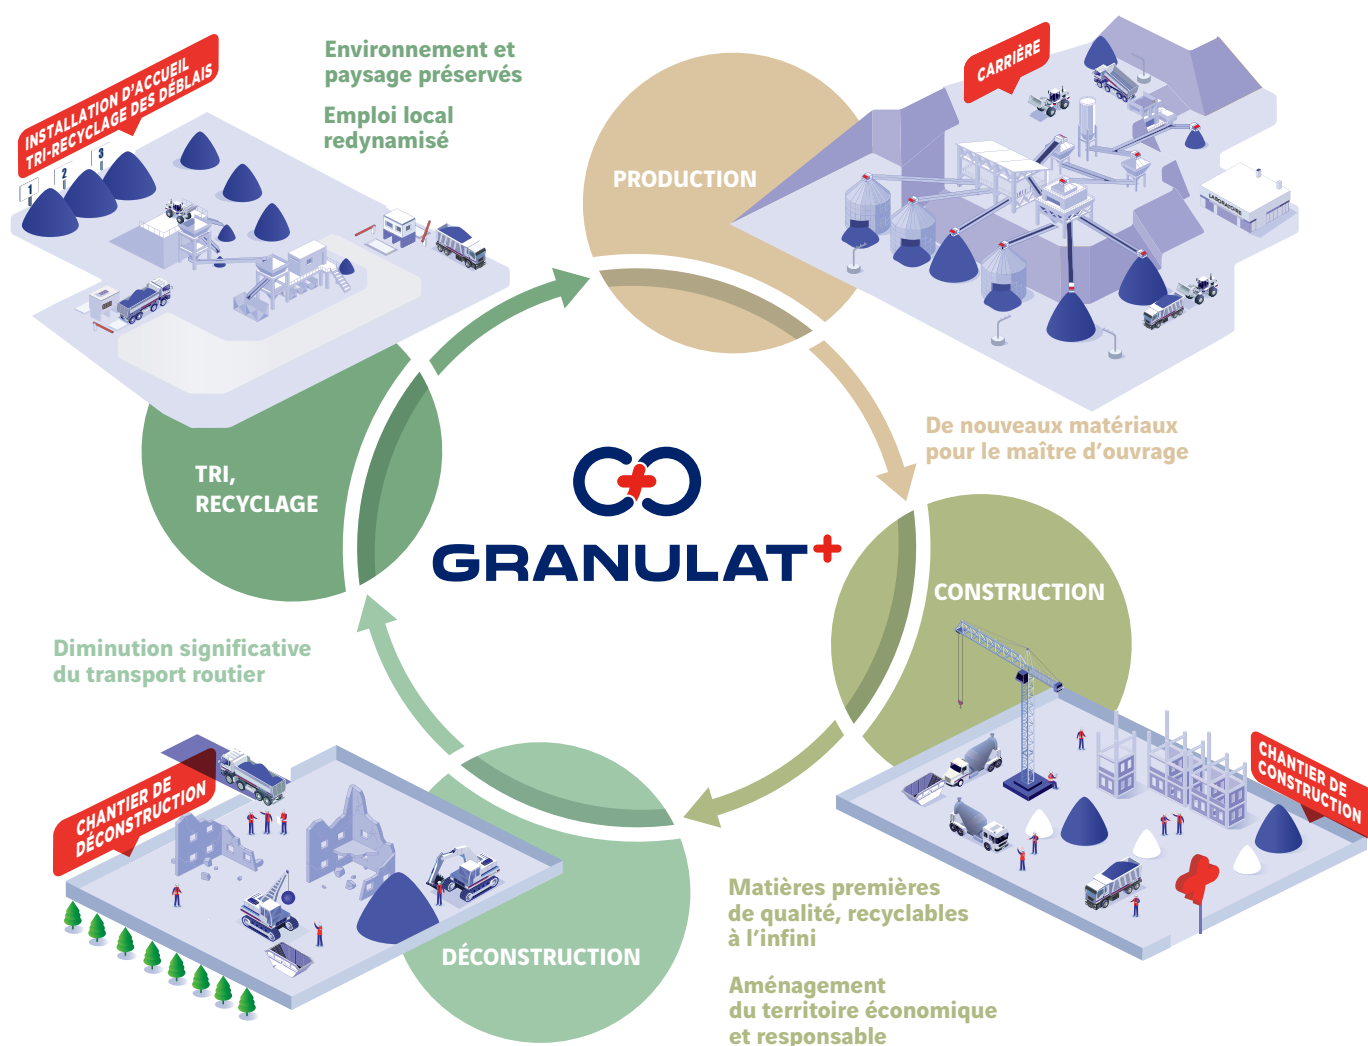 INSTALLATION D'ACCUEIL
TRI-RECYCLAGE DES DÉBLAIS
1
2
3
Environnement et
paysage préservés
Emploi local
redynamisé
PRODUCTION
CARRIÈRE
LABORATOIRE
De nouveaux matériaux
pour le maître d'ouvrage
TRI,
RECYCLAGE
GRANULAT+
CONSTRUCTION
CHANTIER DE
CONSTRUCTION
Diminution significative
du transport routier
CHANTIER DE
DÉCONSTRUCTION
DÉCONSTRUCTION
Matières premières
de qualité, recyclables
à l'infini
Aménagement
du territoire économique
et responsable